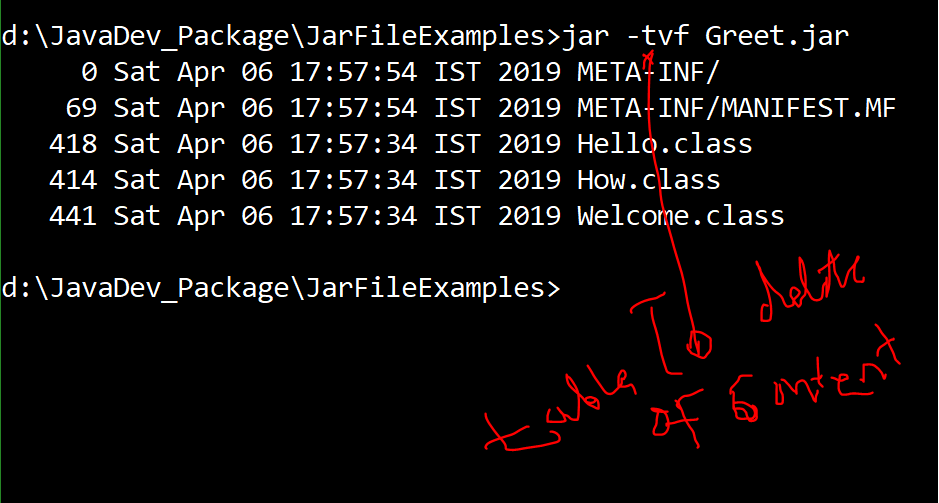 d:\JavaDev_Package\JarFileExamples>jar -tvf Greet.jar
0 Sat Apr 06 17:57:54 IST 2019 META-INF/
69 Sat Apr 06 17:57:54 IST 2019 META-INF/MANIFEST.MF
418 Sat Apr 06 17:57:34 IST 2019 Hello.class
414 Sat Apr 06 17:57:34 IST 2019 How.class
441 Sat Apr 06 17:57:34 IST 2019 Welcome.class
d:\JavaDev_Package\JarFileExamples>
To
table of Content